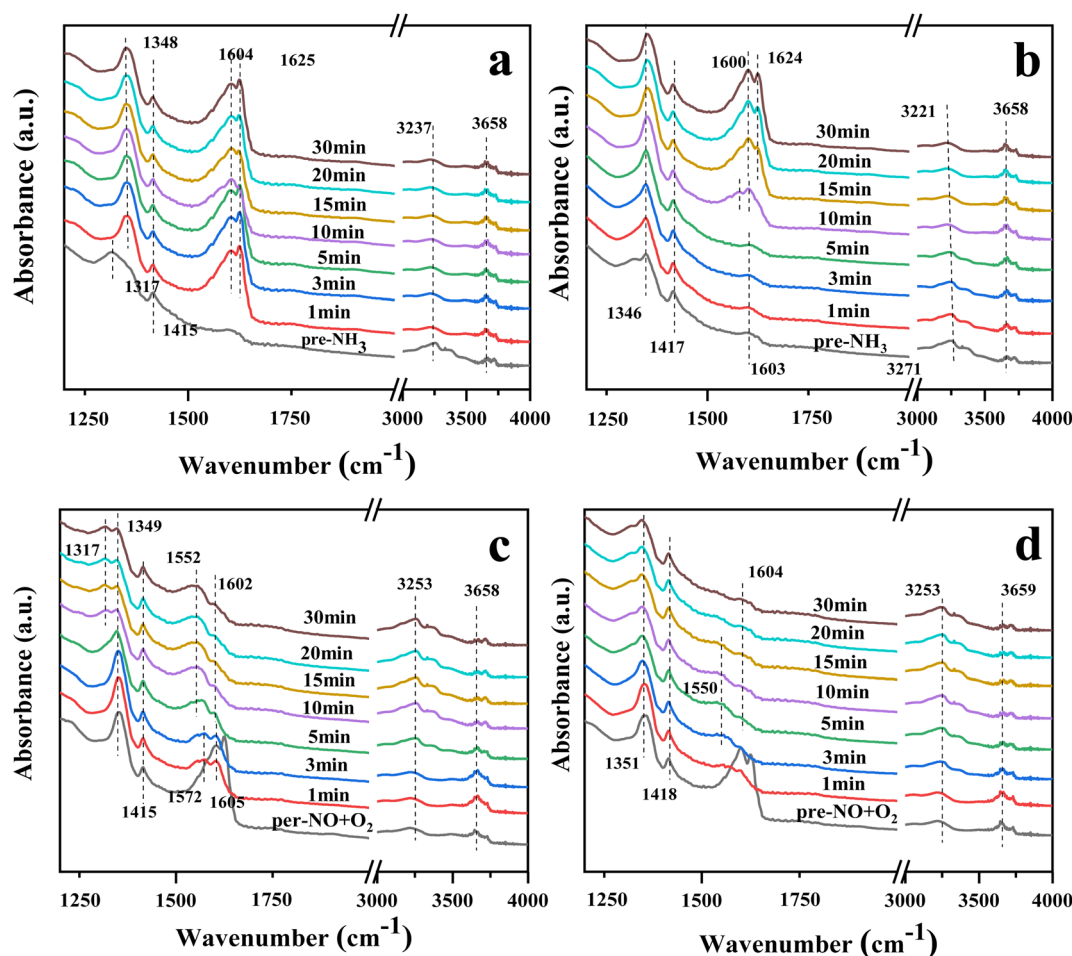 a
1348
1604
1625
3237
3658
30min
20min
15min
10min
5min
3min
1min
pre-NH3
1317
1415
Absorbance (a.u.)
1250
1500
1750
3000
3500
4000
Wavenumber (cm-1)
b
1600
1624
3221
3658
30min
20min
15min
10min
5min
3min
1min
pre-NH3
1346
1417
1603
3271
Absorbance (a.u.)
1250
1500
1750
3000
3500
4000
Wavenumber (cm-1)
c
1317
1349
1552
1602
3253
3658
30min
20min
15min
10min
5min
3min
1min
per-NO+O2
1415
1572
1605
Absorbance (a.u.)
1250
1500
1750
3000
3500
4000
Wavenumber (cm-1)
d
1604
3253
3659
30min
20min
15min
10min
5min
3min
1min
pre-NO+O2
1550
1351
1418
Absorbance (a.u.)
1250
1500
1750
3000
3500
4000
Wavenumber (cm-1)